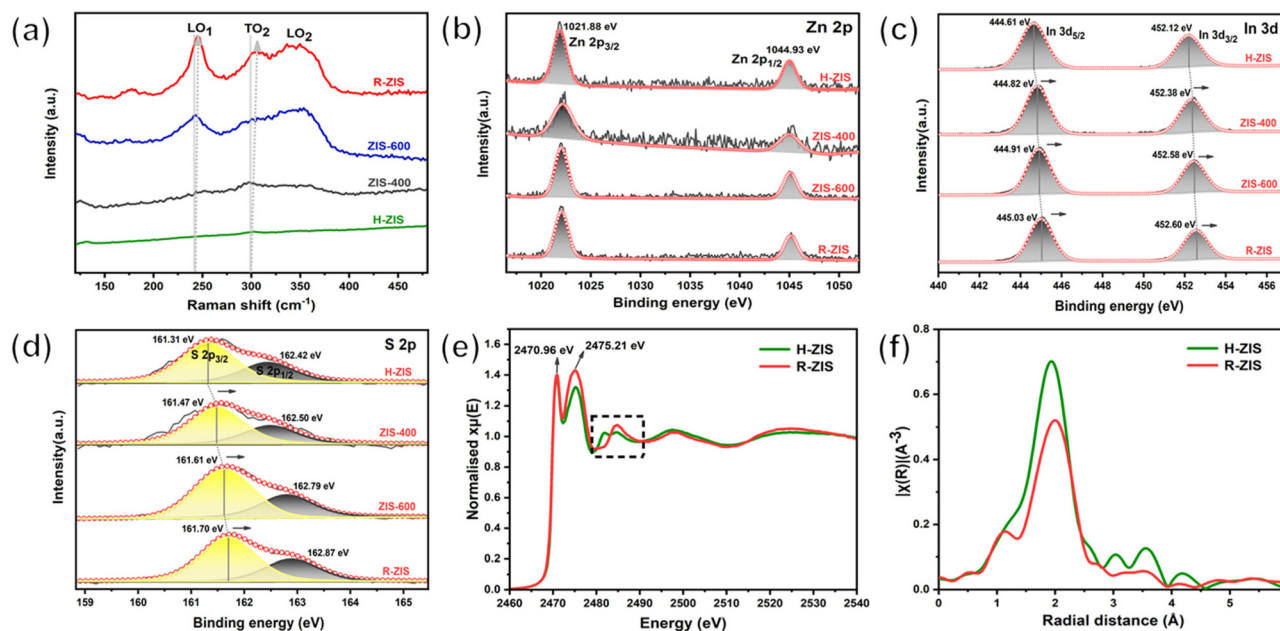 (a)
LO1
TO2
LO2
R-ZIS
ZIS-600
ZIS-400
H-ZIS
Intensity (a.u.)
150 200 250 300 350 400 450
Raman shift (cm-1)
(b)
1021.88 eV
Zn 2p
Zn 2p3/2
1044.93 eV
Zn 2p1/2
H-ZIS
ZIS-400
ZIS-600
R-ZIS
Intensity(a.u.)
1020 1025 1030 1035 1040 1045 1050
Binding energy (eV)
(c)
444.61 eV
In 3d5/2
452.12 eV
In 3d3/2
In 3d
H-ZIS
444.82 eV
452.38 eV
ZIS-400
444.91 eV
452.58 eV
ZIS-600
445.03 eV
452.60 eV
R-ZIS
Intensity(a.u.)
440 442 444 446 448 450 452 454 456
Binding energy (eV)
(d)
161.31 eV
S 2p
S 2p3/2
162.42 eV
S 2p1/2
H-ZIS
161.47 eV
162.50 eV
ZIS-400
161.61 eV
162.79 eV
ZIS-600
161.70 eV
162.87 eV
R-ZIS
Intensity(a.u.)
159 160 161 162 163 164 165
Binding energy (eV)
(e)
2470.96 eV
2475.21 eV
H-ZIS
R-ZIS
Normalised xμ(E)
1.6
1.4
1.2
1.0
0.8
0.6
0.4
0.2
0.0
2460 2470 2480 2490 2500 2510 2520 2530 2540
Energy (eV)
(f)
H-ZIS
R-ZIS
|χ(R)|(A-3)
0.8
0.6
0.4
0.2
0.0
0 1 2 3 4 5
Radial distance (Å)